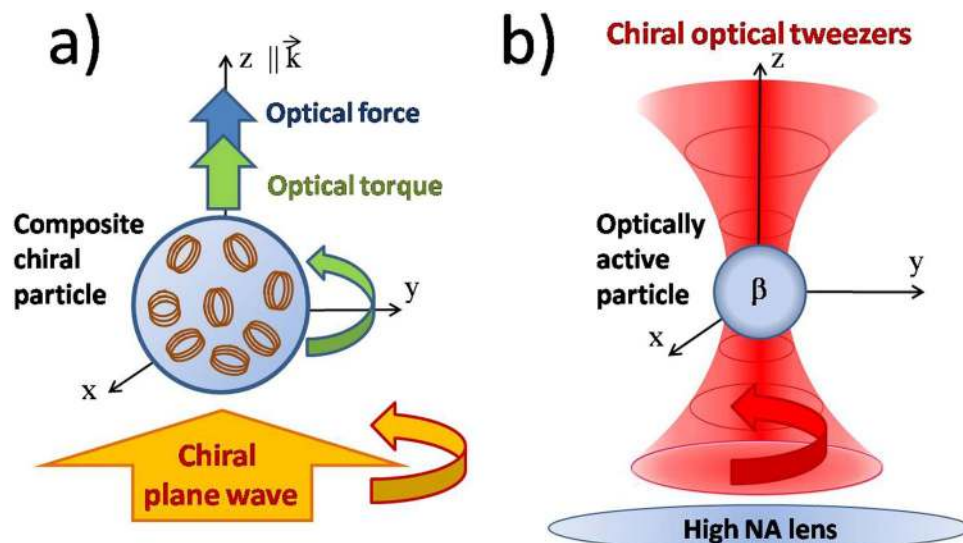 a)
z || k⃗
Optical force
Optical torque
Composite
chiral
particle
y
x
Chiral
plane wave
b)
Chiral optical tweezers
z
Optically
active
particle
β
y
x
High NA lens